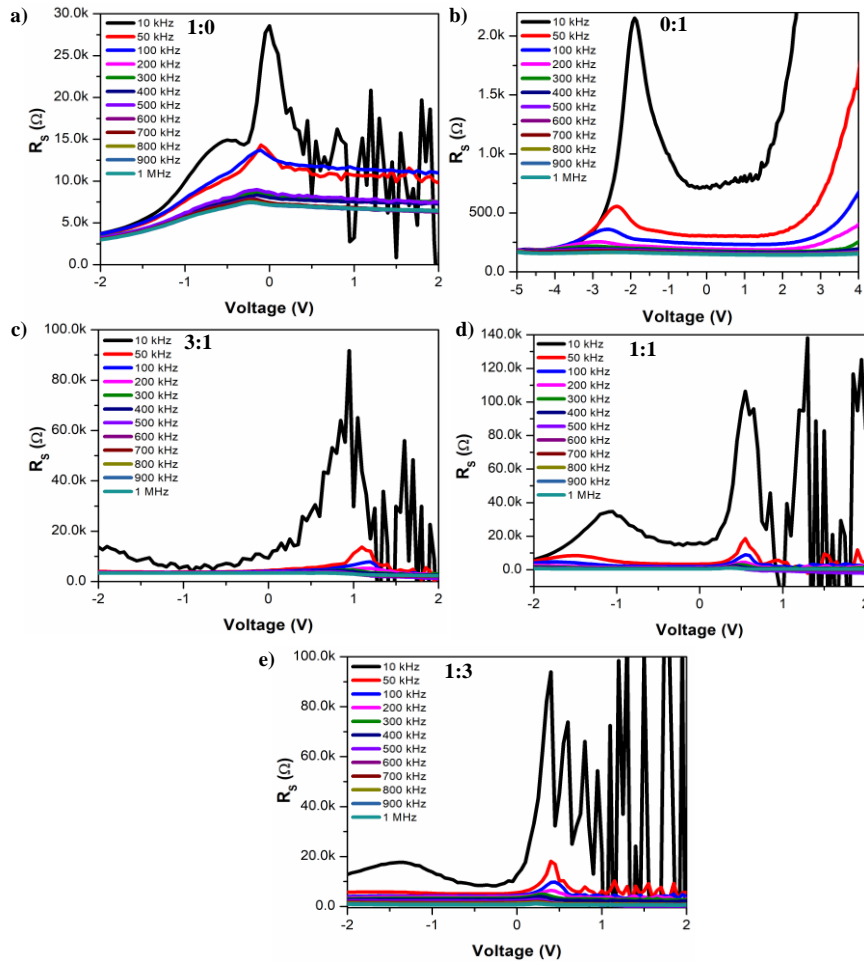 a) 1:0
30.0k
25.0k
20.0k
15.0k
10.0k
5.0k
0.0
R_S (Ω)
10 kHz
50 kHz
100 kHz
200 kHz
300 kHz
400 kHz
500 kHz
600 kHz
700 kHz
800 kHz
900 kHz
1 MHz
-2 -1 0 1 2
Voltage (V)
b) 0:1
2.0k
1.5k
1.0k
500.0
0.0
R_S (Ω)
10 kHz
50 kHz
100 kHz
200 kHz
300 kHz
400 kHz
500 kHz
600 kHz
700 kHz
800 kHz
900 kHz
1 MHz
-5 -4 -3 -2 -1 0 1 2 3 4
Voltage (V)
c) 3:1
100.0k
80.0k
60.0k
40.0k
20.0k
0.0
R_S (Ω)
10 kHz
50 kHz
100 kHz
200 kHz
300 kHz
400 kHz
500 kHz
600 kHz
700 kHz
800 kHz
900 kHz
1 MHz
-2 -1 0 1 2
Voltage (V)
d) 1:1
140.0k
120.0k
100.0k
80.0k
60.0k
40.0k
20.0k
0.0
R_S (Ω)
10 kHz
50 kHz
100 kHz
200 kHz
300 kHz
400 kHz
500 kHz
600 kHz
700 kHz
800 kHz
900 kHz
1 MHz
-2 -1 0 1 2
Voltage (V)
e) 1:3
100.0k
80.0k
60.0k
40.0k
20.0k
0.0
R_S (Ω)
10 kHz
50 kHz
100 kHz
200 kHz
300 kHz
400 kHz
500 kHz
600 kHz
700 kHz
800 kHz
900 kHz
1 MHz
-2 -1 0 1 2
Voltage (V)